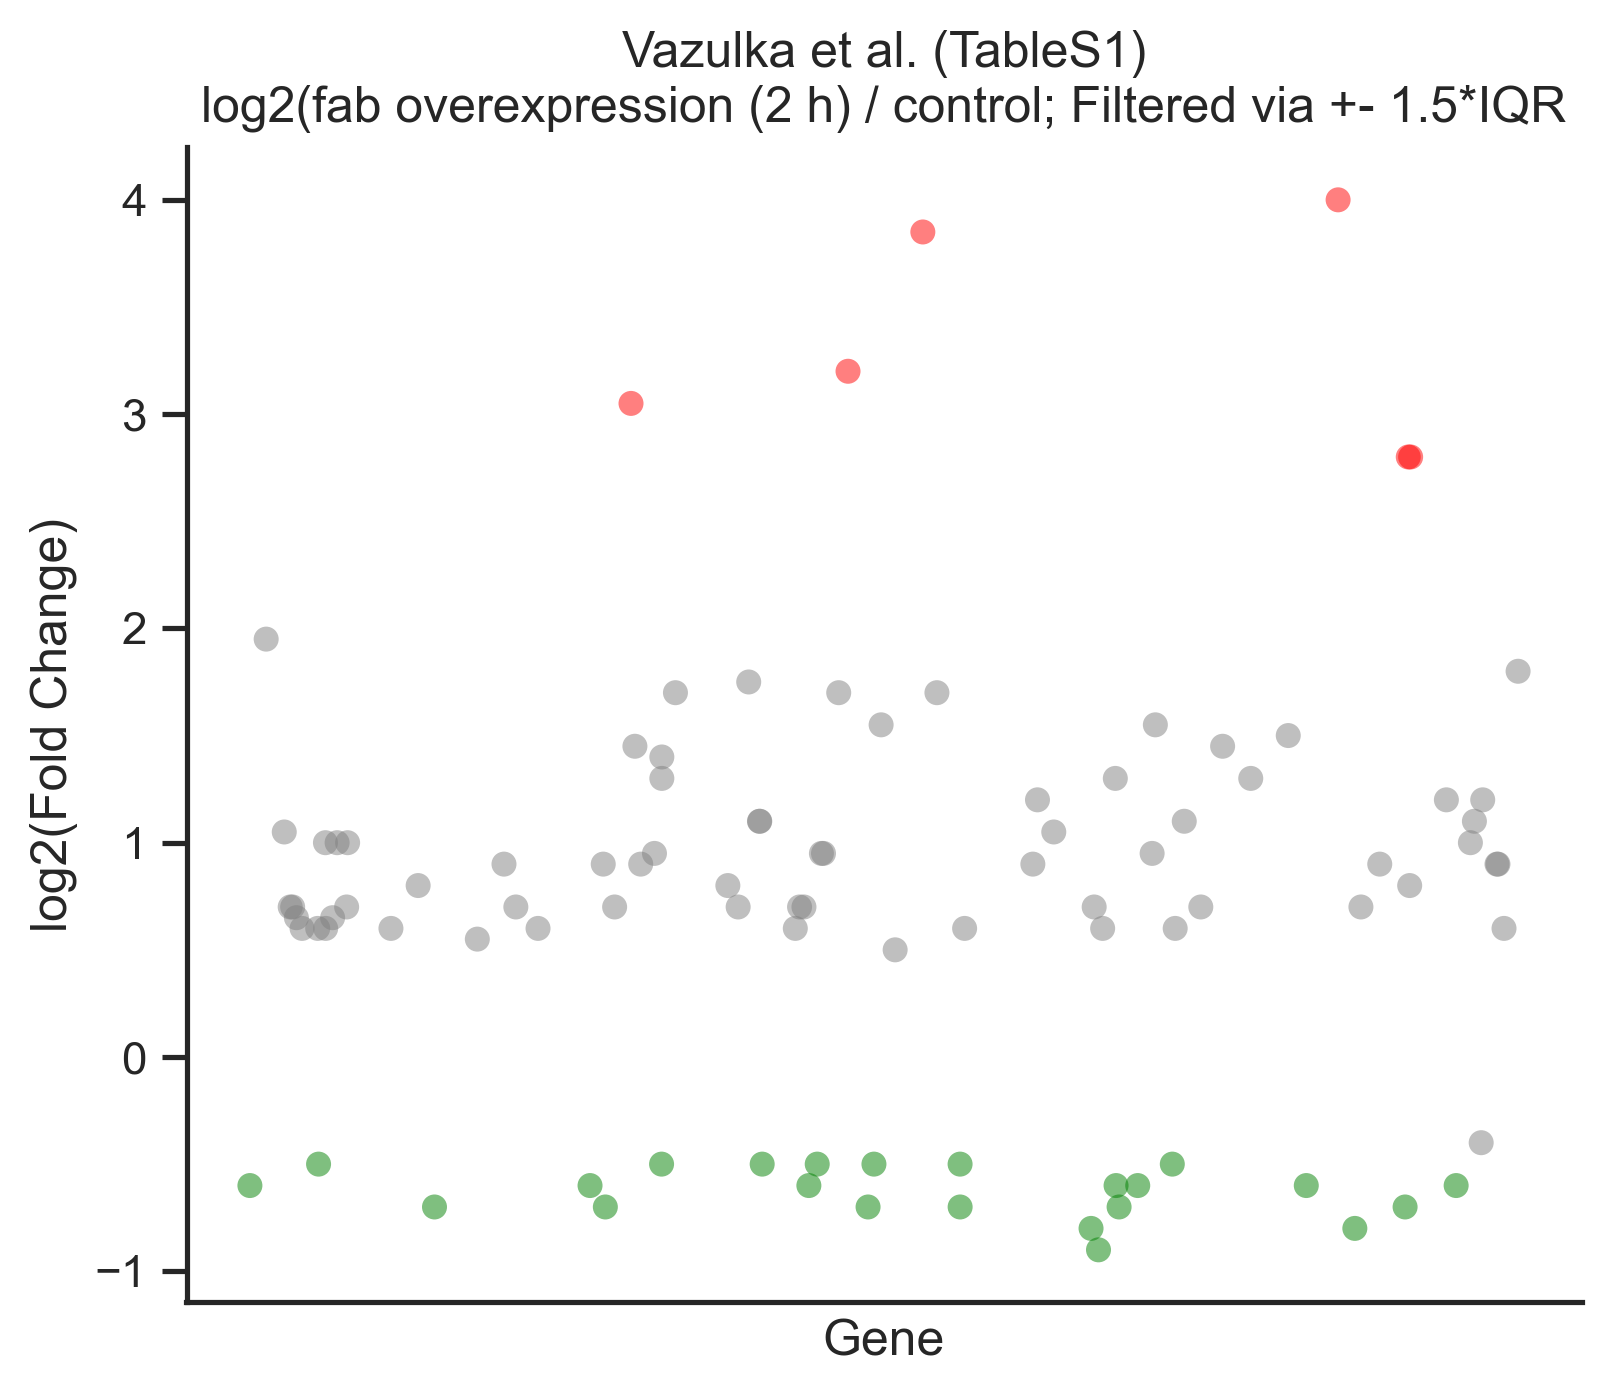 Vazulka et al. (TableS1)
log2(fab overexpression (2 h) / control; Filtered via +- 1.5*IQR
4
3
2
1
0
−1
log2(Fold Change)
Gene